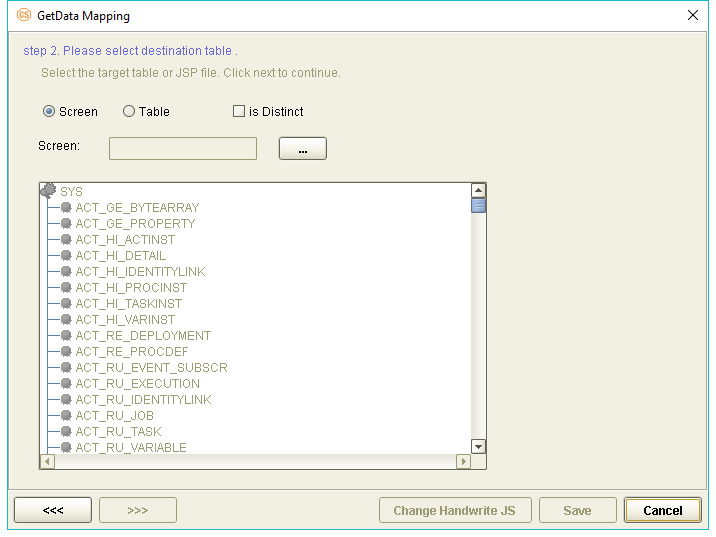 CS GetData Mapping
step 2. Please select destination table .
Select the target table or JSP file. Click next to continue.
Screen Table is Distinct
Screen: ...
SYS
ACT_GE_BYTEARRAY
ACT_GE_PROPERTY
ACT_HI_ACTINST
ACT_HI_DETAIL
ACT_HI_IDENTITYLINK
ACT_HI_PROCINST
ACT_HI_TASKINST
ACT_HI_VARINST
ACT_RE_DEPLOYMENT
ACT_RE_PROCDEF
ACT_RU_EVENT_SUBSCR
ACT_RU_EXECUTION
ACT_RU_IDENTITYLINK
ACT_RU_JOB
ACT_RU_TASK
ACT_RU_VARIABLE
<<< >>> Change Handwrite JS Save Cancel